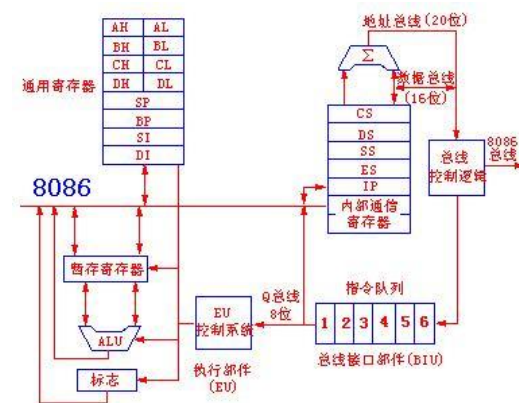 地址总线(20位)
AH AL
BH BL
CH CL
DH DL
SP
BP
SI
DI
通用寄存器
Σ
数据总线
(16位)
CS
DS
SS
ES
IP
内部通信
寄存器
总线
控制逻辑
8086
总线
8086
暂存寄存器
ALU
标志
EU
控制系统
执行部件
(EU)
Q总线
8位
指令队列
1 2 3 4 5 6
总线接口部件(BIU)